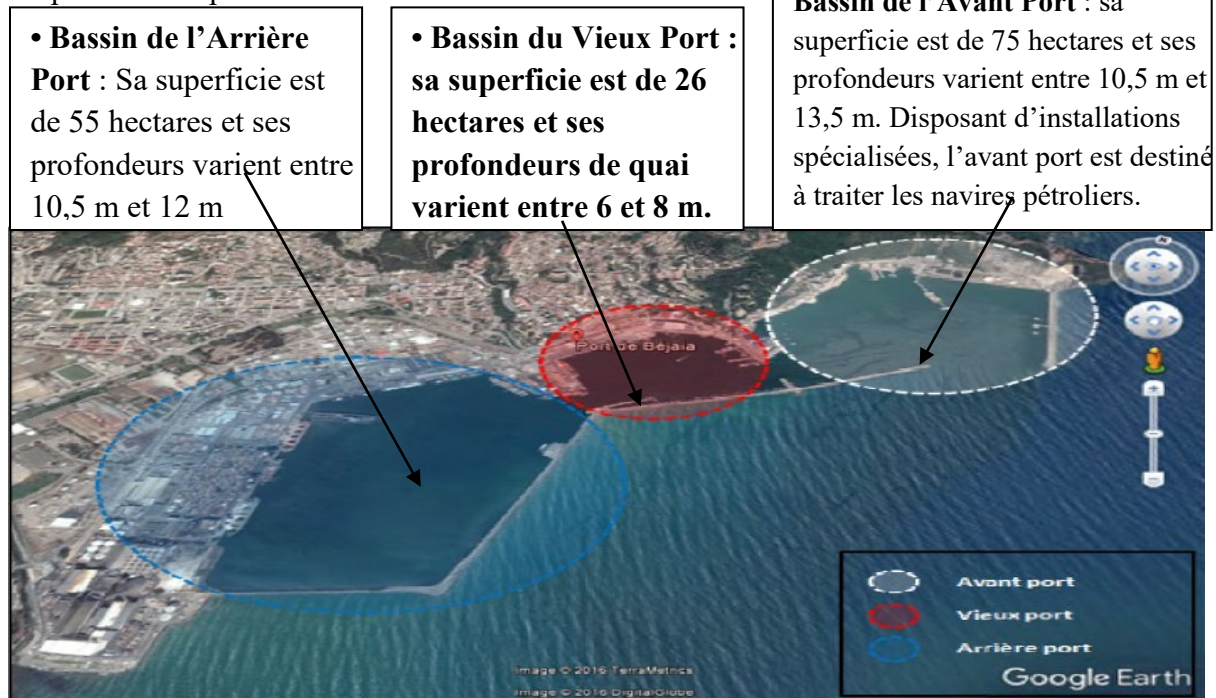 • Bassin de l’Arrière
Port : Sa superficie est
de 55 hectares et ses
profondeurs varient entre
10,5 m et 12 m
• Bassin du Vieux Port :
sa superficie est de 26
hectares et ses
profondeurs de quai
varient entre 6 et 8 m.
Bassin de l’Avant Port : sa
superficie est de 75 hectares et ses
profondeurs varient entre 10,5 m et
13,5 m. Disposant d’installations
spécialisées, l’avant port est destiné
à traiter les navires pétroliers.
Port de Béjaïa
Avant port
Vieux port
Arrière port
Image © 2016 TerraMetrics
Image © 2016 DigitalGlobe
Google Earth